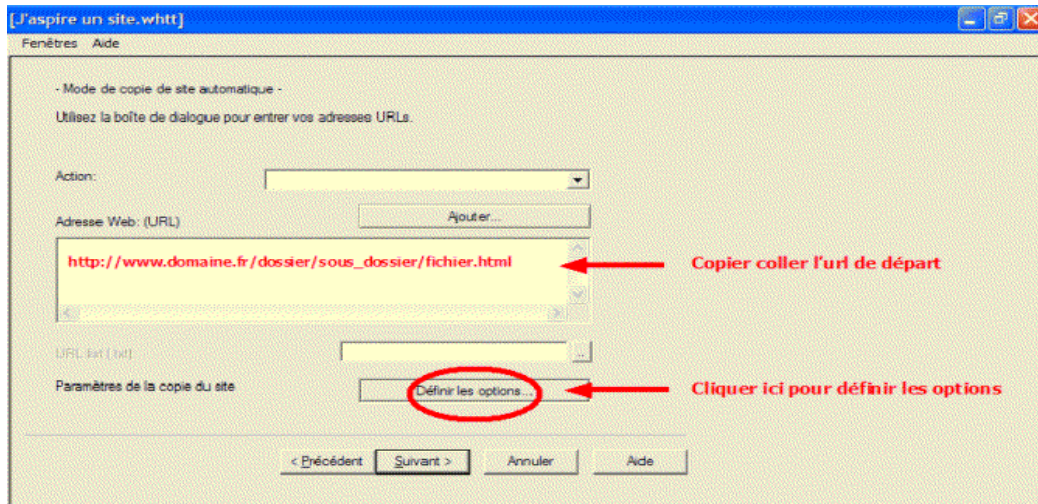 [J'aspire un site.whtt]
Fenêtres Aide
- Mode de copie de site automatique -
Utilisez la boîte de dialogue pour entrer vos adresses URLs.
Action:
Adresse Web: (URL)
Ajouter...
http://www.domaine.fr/dossier/sous_dossier/fichier.html
Copier coller l'url de départ
URL list (.txt)
..
Paramètres de la copie du site
Définir les options...
Cliquer ici pour définir les options
< Précédent
Suivant >
Annuler
Aide